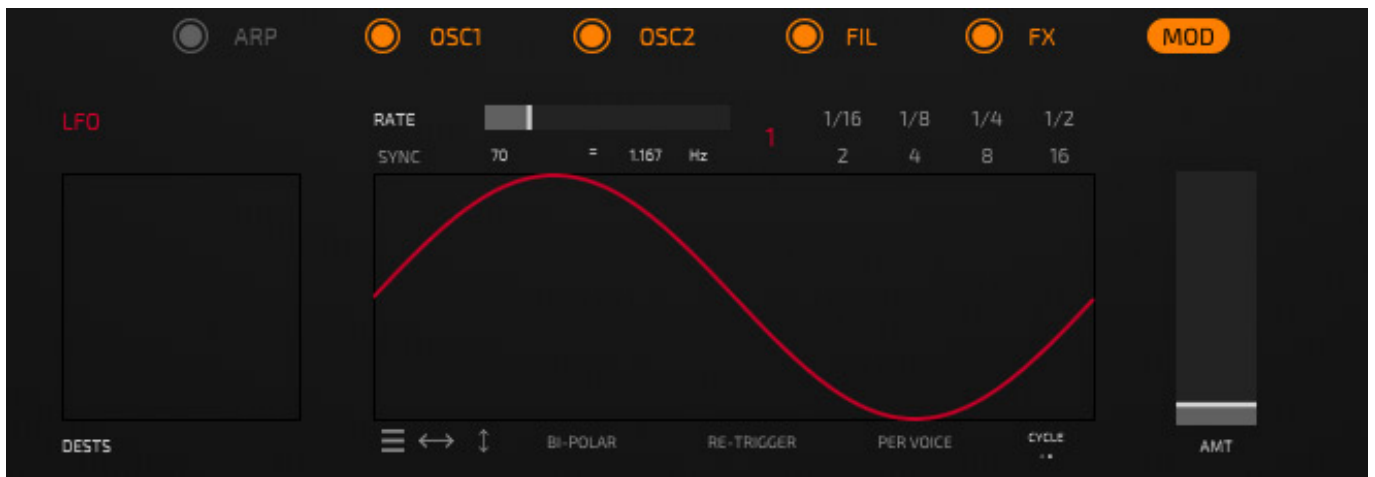 ARP OSC1 OSC2 FIL FX MOD
LFO
RATE
1
1/16 1/8 1/4 1/2
SYNC 70 = 1.167 Hz
2 4 8 16
DESTS
BI-POLAR RE-TRIGGER PER VOICE CYCLE
AMT